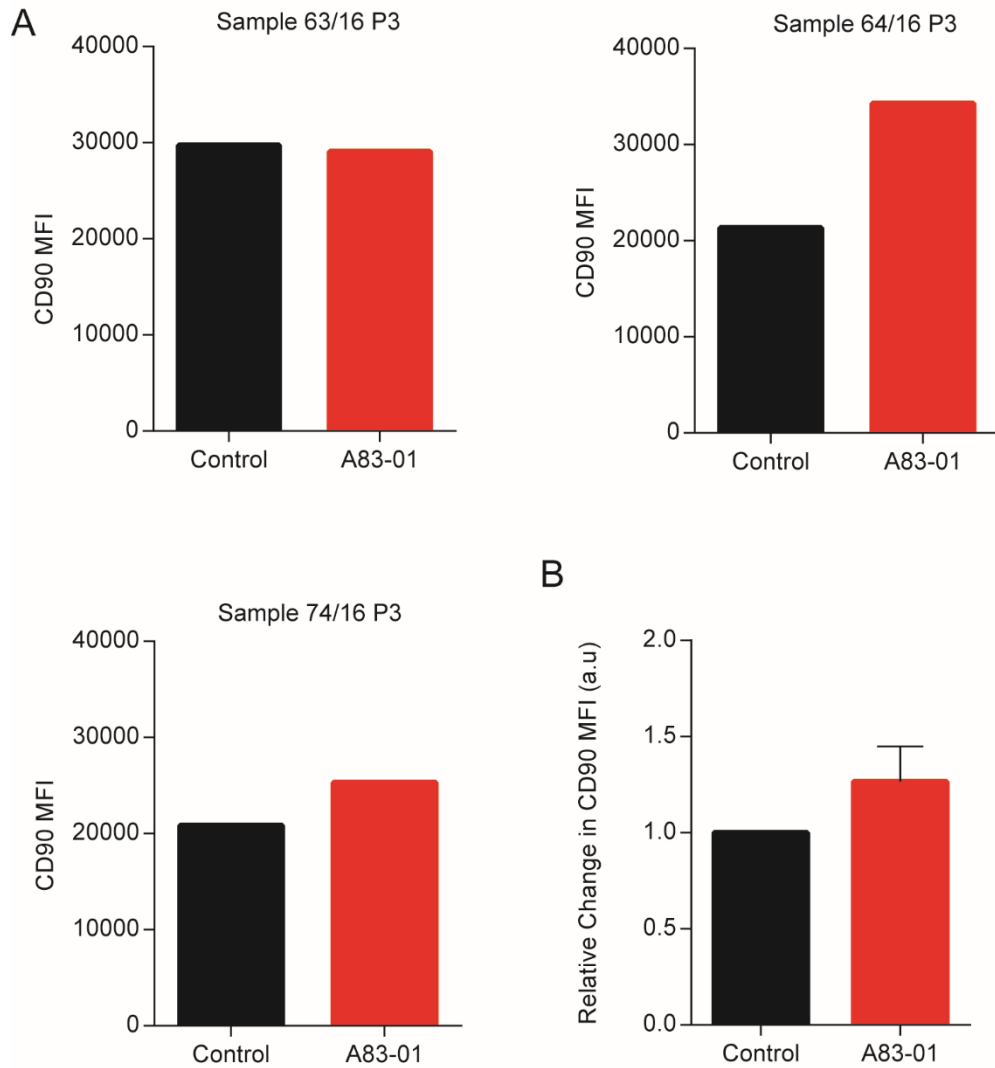 A
Sample 63/16 P3
40000
30000
20000
10000
0
CD90 MFI
Control A83-01
Sample 64/16 P3
40000
30000
20000
10000
0
CD90 MFI
Control A83-01
Sample 74/16 P3
40000
30000
20000
10000
0
CD90 MFI
Control A83-01
B
2.0
1.5
1.0
0.5
0.0
Relative Change in CD90 MFI (a.u)
Control A83-01